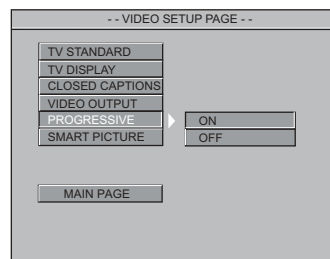 - - VIDEO SETUP PAGE - -
TV STANDARD
TV DISPLAY
CLOSED CAPTIONS
VIDEO OUTPUT
PROGRESSIVE ON
SMART PICTURE OFF
MAIN PAGE